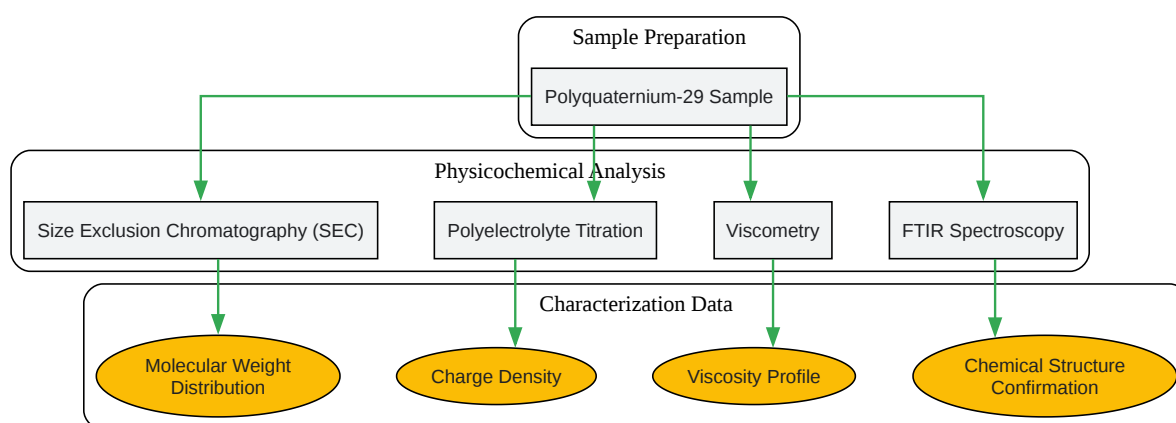 Sample Preparation
Polyquaternium-29 Sample
Physicochemical Analysis
Size Exclusion Chromatography (SEC)
Polyelectrolyte Titration
Viscometry
FTIR Spectroscopy
Characterization Data
Molecular Weight
Distribution
Charge Density
Viscosity Profile
Chemical Structure
Confirmation